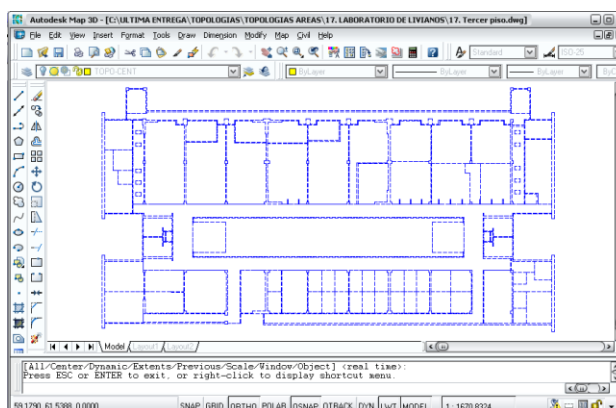 Autodesk Map 3D - [C:\ULTIMA ENTREGA\TOPOLOGIAS\TOPOLOGIAS AREAS\17. LABORATORIO DE LIVIANOS\17. Tercer piso.dwg]
File Edit View Insert Format Tools Draw Dimension Modify Map Civil Help
Standard ISO-25
TOPO-CENT ByLayer ByLayer ByLayer ByC
Model Layout1 Layout2
[All/Center/Dynamic/Extents/Previous/Scale/Window/Object] <real time>:
Press ESC or ENTER to exit, or right-click to display shortcut menu.
59.1790, 61.5388, 0.0000 SNAP GRID ORTHO POLAR OSNAP OTRACK DYN LWT MODEL 1 : 1670.8324